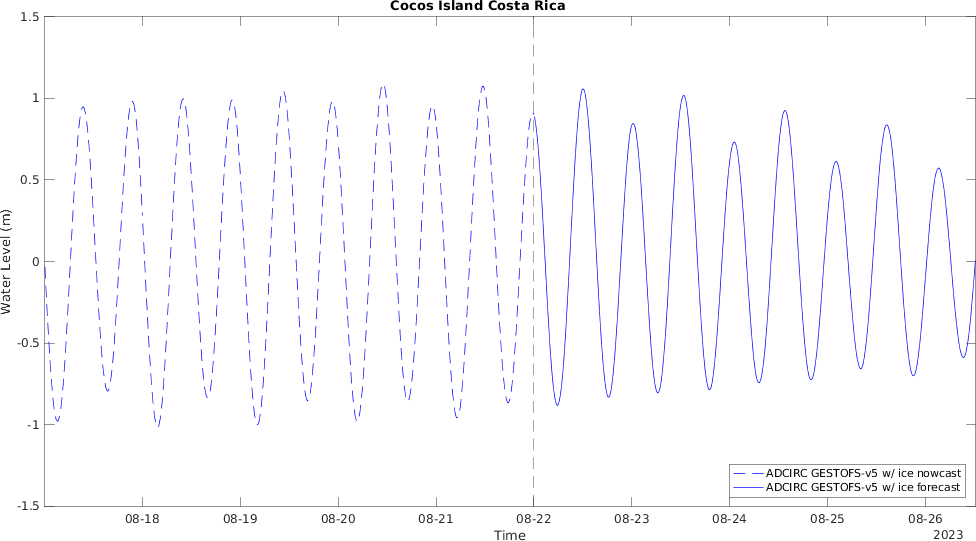 Cocos Island Costa Rica
1.5
1
0.5
0
-0.5
-1
-1.5
Water Level (m)
ADCIRC GESTOFS-v5 w/ ice nowcast
ADCIRC GESTOFS-v5 w/ ice forecast
08-18 08-19 08-20 08-21 08-22 08-23 08-24 08-25 08-26
Time
2023